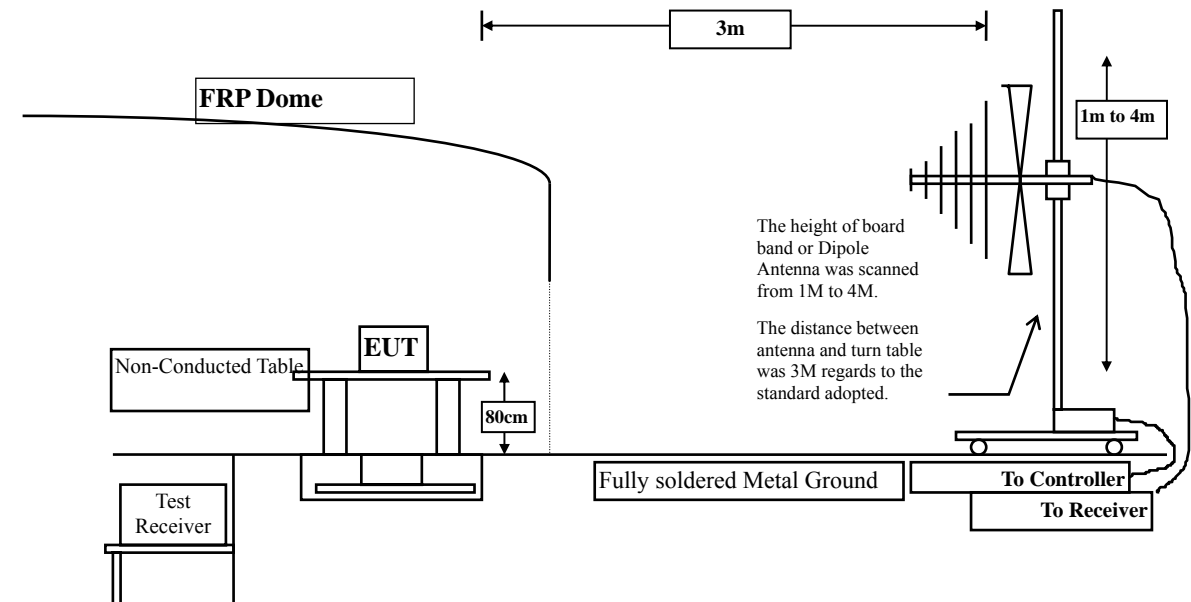 3m
FRP Dome
1m to 4m
The height of board
band or Dipole
Antenna was scanned
from 1M to 4M.
The distance between
antenna and turn table
was 3M regards to the
standard adopted.
EUT
Non-Conducted Table
80cm
Fully soldered Metal Ground
To Controller
To Receiver
Test
Receiver